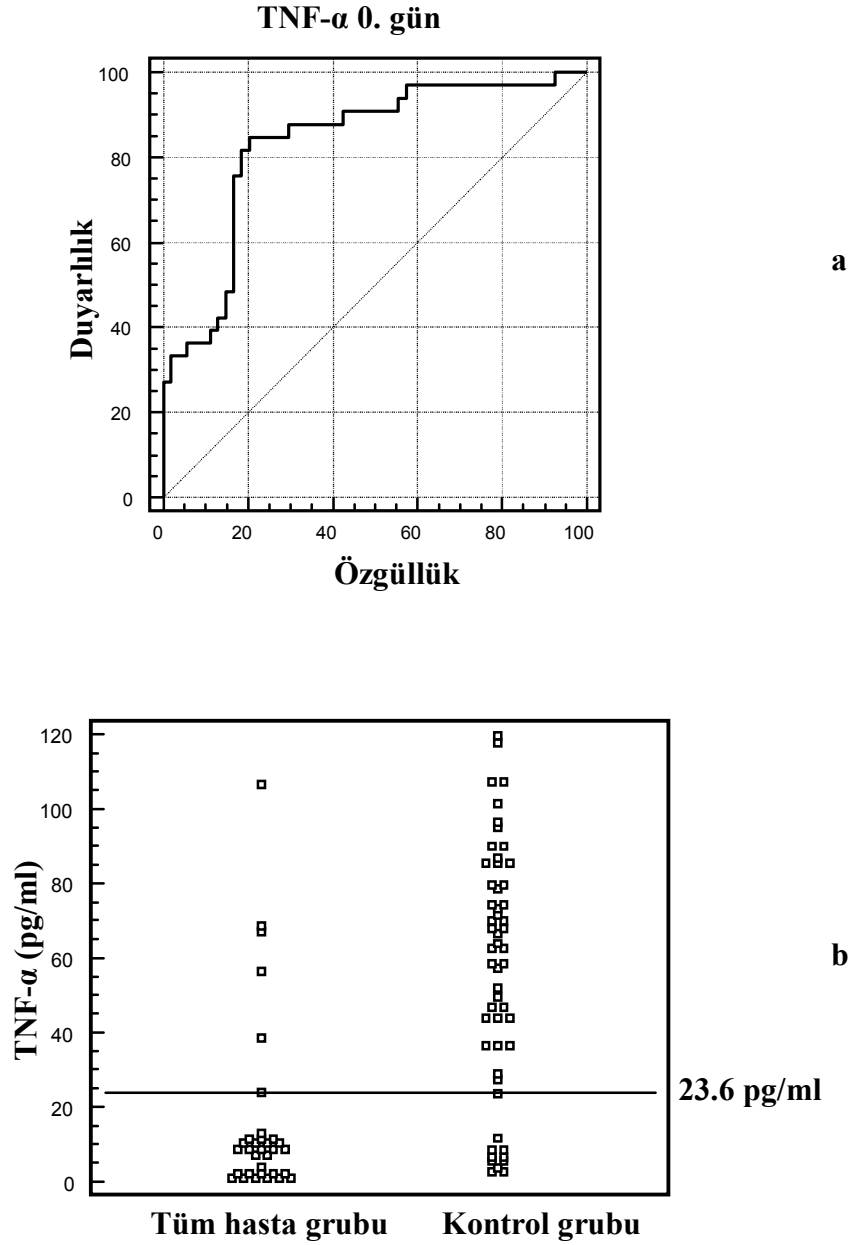 TNF-α 0. gün
100
80
60
40
20
0
Duyarlılık
0 20 40 60 80 100
Özgüllük
a
120
100
80
60
40
20
0
TNF-α (pg/ml)
23.6 pg/ml
b
Tüm hasta grubu Kontrol grubu